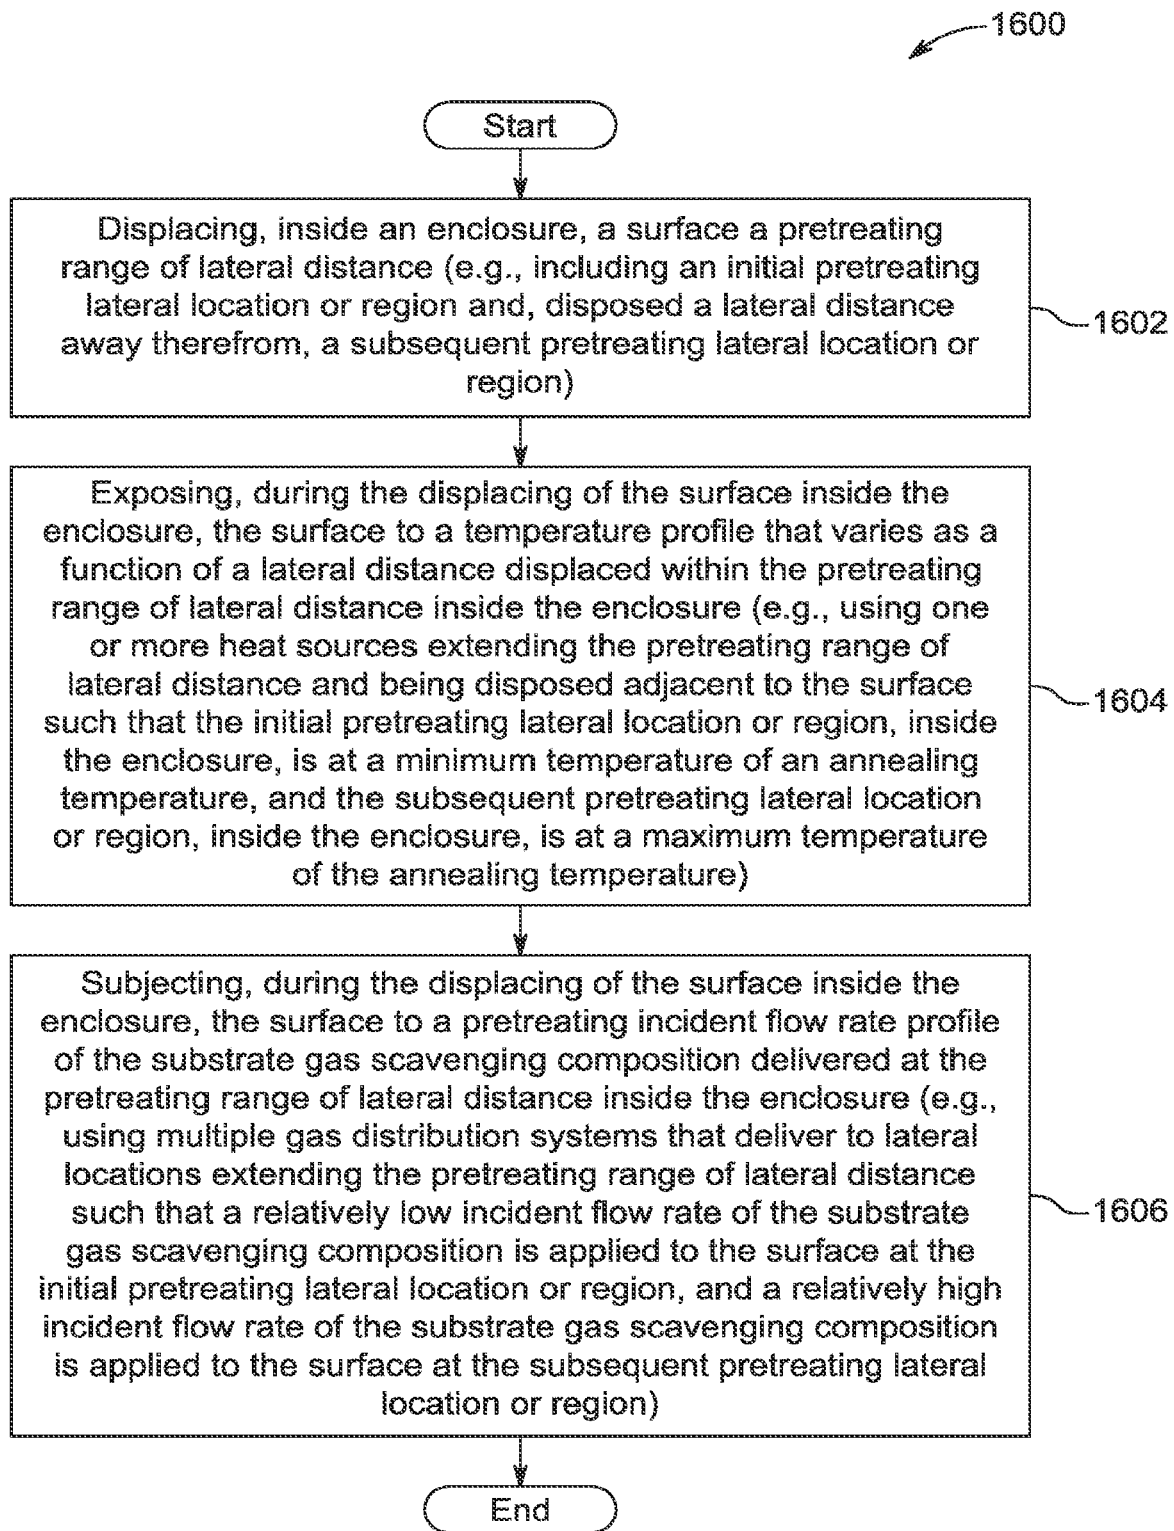 1600
Start
Displacing, inside an enclosure, a surface a pretreating
range of lateral distance (e.g., including an initial pretreating
lateral location or region and, disposed a lateral distance
away therefrom, a subsequent pretreating lateral location or
region)
1602
Exposing, during the displacing of the surface inside the
enclosure, the surface to a temperature profile that varies as a
function of a lateral distance displaced within the pretreating
range of lateral distance inside the enclosure (e.g., using one
or more heat sources extending the pretreating range of
lateral distance and being disposed adjacent to the surface
such that the initial pretreating lateral location or region, inside
the enclosure, is at a minimum temperature of an annealing
temperature, and the subsequent pretreating lateral location
or region, inside the enclosure, is at a maximum temperature
of the annealing temperature)
1604
Subjecting, during the displacing of the surface inside the
enclosure, the surface to a pretreating incident flow rate profile
of the substrate gas scavenging composition delivered at the
pretreating range of lateral distance inside the enclosure (e.g.,
using multiple gas distribution systems that deliver to lateral
locations extending the pretreating range of lateral distance
such that a relatively low incident flow rate of the substrate
gas scavenging composition is applied to the surface at the
initial pretreating lateral location or region, and a relatively high
incident flow rate of the substrate gas scavenging composition
is applied to the surface at the subsequent pretreating lateral
location or region)
1606
End